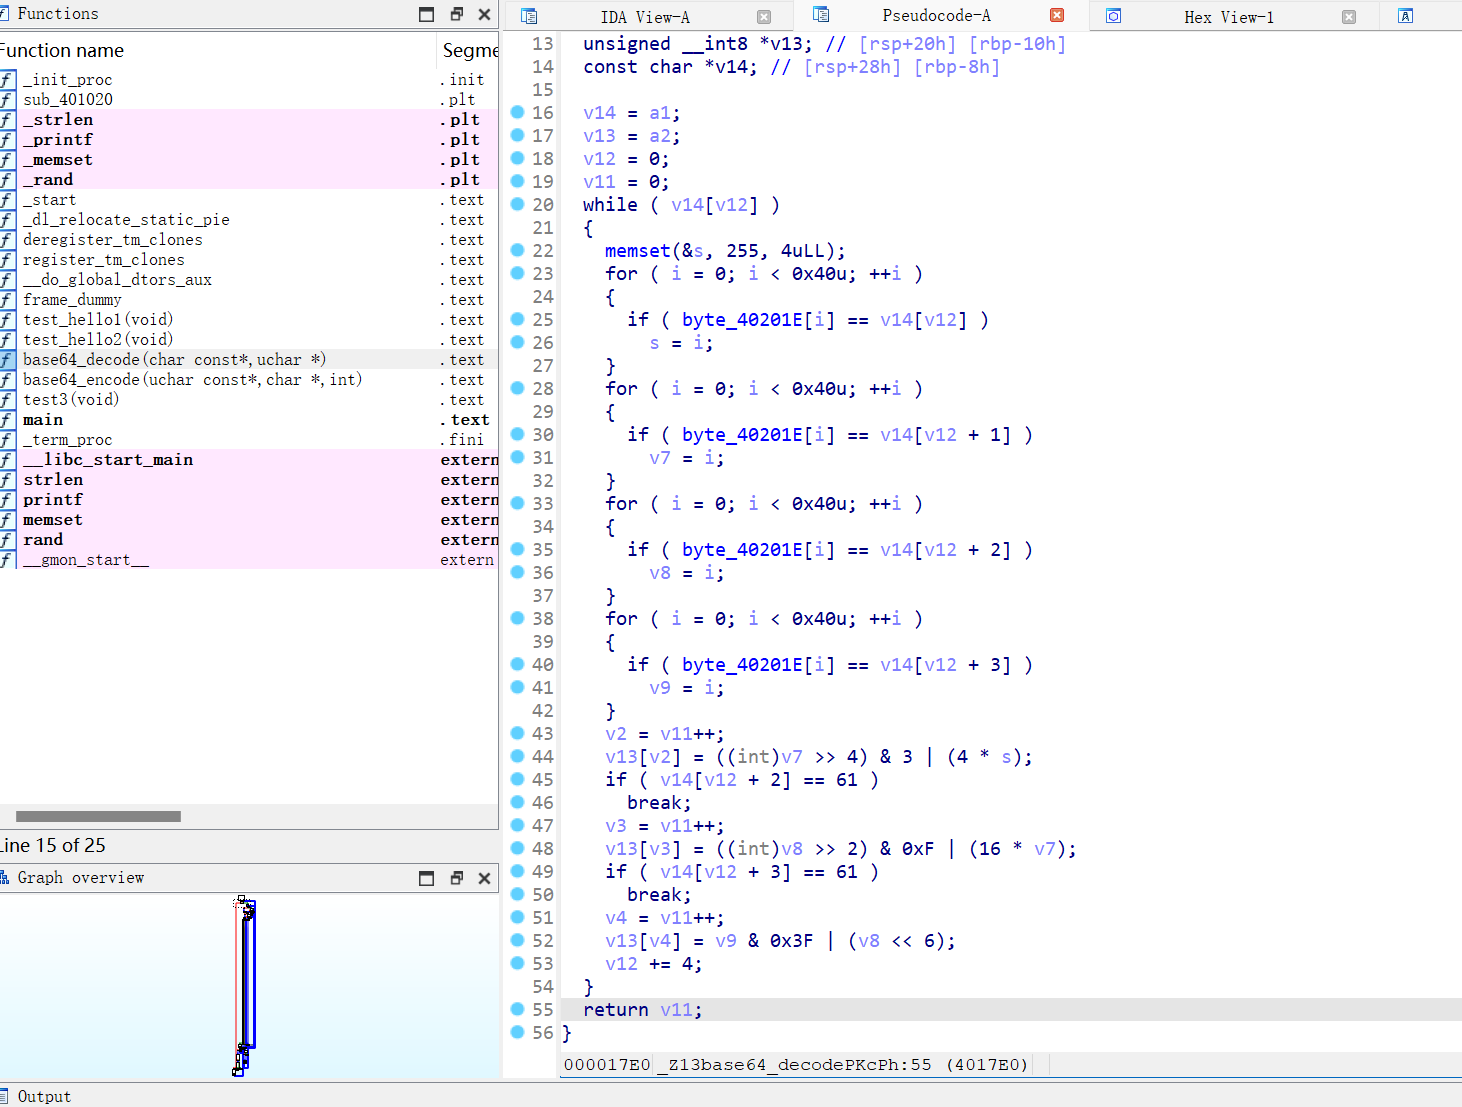 Functions
Function name Segme
f _init_proc .init
f sub_401020 .plt
f _strlen .plt
f _printf .plt
f _memset .plt
f _rand .plt
f _start .text
f _dl_relocate_static_pie .text
f deregister_tm_clones .text
f register_tm_clones .text
f __do_global_dtors_aux .text
f frame_dummy .text
f test_hello1(void) .text
f test_hello2(void) .text
f base64_decode(char const*,uchar *) .text
f base64_encode(uchar const*,char *,int) .text
f test3(void) .text
f main .text
f _term_proc .fini
f __libc_start_main extern
f strlen extern
f printf extern
f memset extern
f rand extern
f __gmon_start__ extern
Line 15 of 25
Graph overview
IDA View-A Pseudocode-A Hex View-1
13 unsigned __int8 *v13; // [rsp+20h] [rbp-10h]
14 const char *v14; // [rsp+28h] [rbp-8h]
15
16 v14 = a1;
17 v13 = a2;
18 v12 = 0;
19 v11 = 0;
20 while ( v14[v12] )
21 {
22 memset(&s, 255, 4uLL);
23 for ( i = 0; i < 0x40u; ++i )
24 {
25 if ( byte_40201E[i] == v14[v12] )
26 s = i;
27 }
28 for ( i = 0; i < 0x40u; ++i )
29 {
30 if ( byte_40201E[i] == v14[v12 + 1] )
31 v7 = i;
32 }
33 for ( i = 0; i < 0x40u; ++i )
34 {
35 if ( byte_40201E[i] == v14[v12 + 2] )
36 v8 = i;
37 }
38 for ( i = 0; i < 0x40u; ++i )
39 {
40 if ( byte_40201E[i] == v14[v12 + 3] )
41 v9 = i;
42 }
43 v2 = v11++;
44 v13[v2] = ((int)v7 >> 4) & 3 | (4 * s);
45 if ( v14[v12 + 2] == 61 )
46 break;
47 v3 = v11++;
48 v13[v3] = ((int)v8 >> 2) & 0xF | (16 * v7);
49 if ( v14[v12 + 3] == 61 )
50 break;
51 v4 = v11++;
52 v13[v4] = v9 & 0x3F | (v8 << 6);
53 v12 += 4;
54 }
55 return v11;
56 }
000017E0 _Z13base64_decodePKcPh:55 (4017E0)
Output